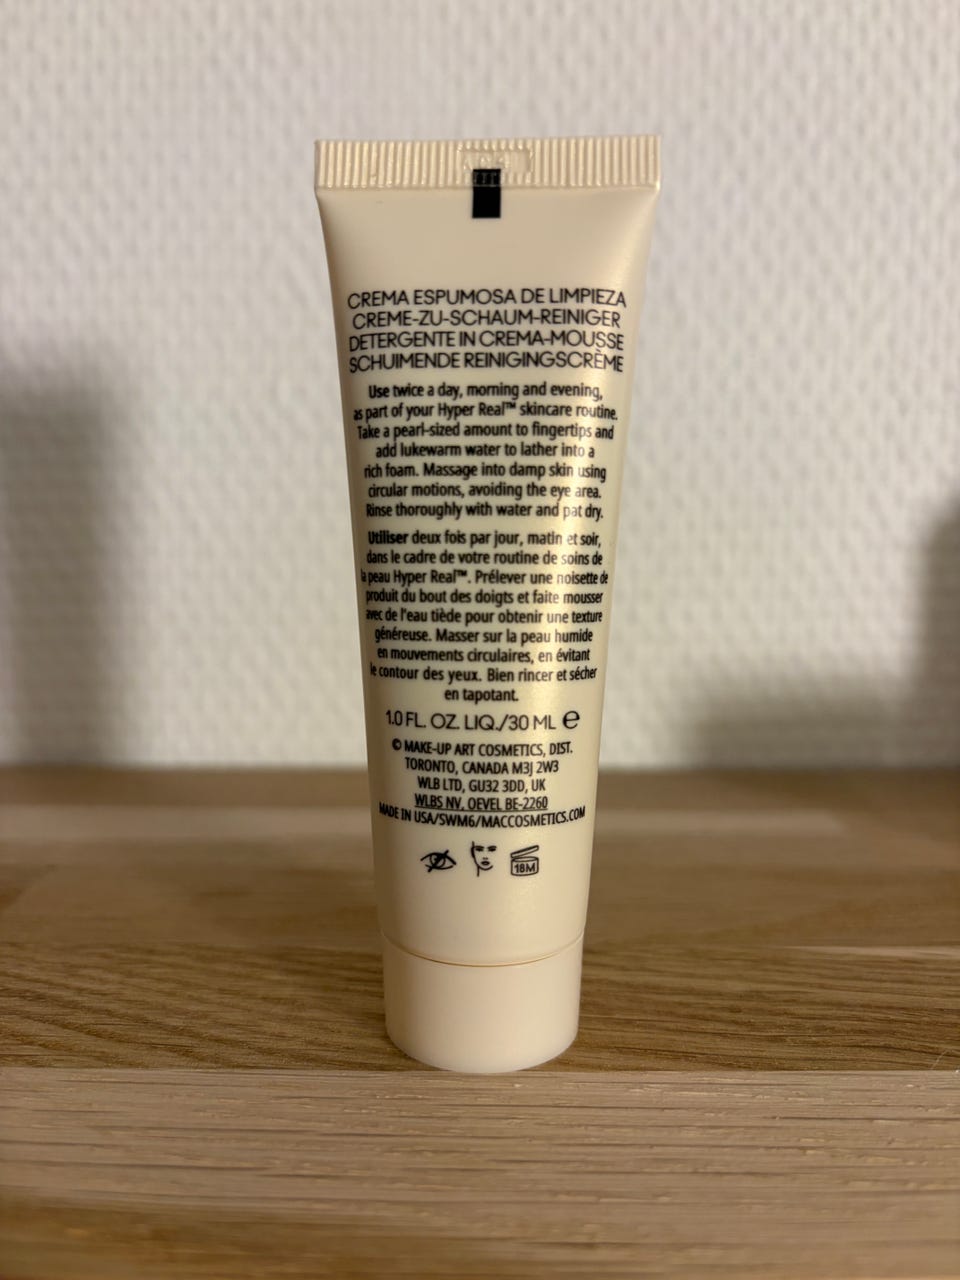 CREMA ESPUMOSA DE LIMPIEZA
CREME-ZU-SCHAUM-REINIGER
DETERGENTE IN CREMA-MOUSSE
SCHUIMENDE REINIGINGSCRÈME
Use twice a day, morning and evening,
as part of your Hyper Real™ skincare routine.
Take a pearl-sized amount to fingertips and
add lukewarm water to lather into a
rich foam. Massage into damp skin using
circular motions, avoiding the eye area.
Rinse thoroughly with water and pat dry.
Utiliser deux fois par jour, matin et soir,
dans le cadre de votre routine de soins de
la peau Hyper Real™. Prélever une noisette de
produit du bout des doigts et faite mousser
avec de l'eau tiède pour obtenir une texture
généreuse. Masser sur la peau humide
en mouvements circulaires, en évitant
le contour des yeux. Bien rincer et sécher
en tapotant.
1.0 FL. OZ. LIQ./30 ML ℮
© MAKE-UP ART COSMETICS, DIST.
TORONTO, CANADA M3J 2W3
WLB LTD, GU32 3DD, UK
WLBS NV, OEVEL BE-2260
MADE IN USA/SWM6/MACCOSMETICS.COM
18M